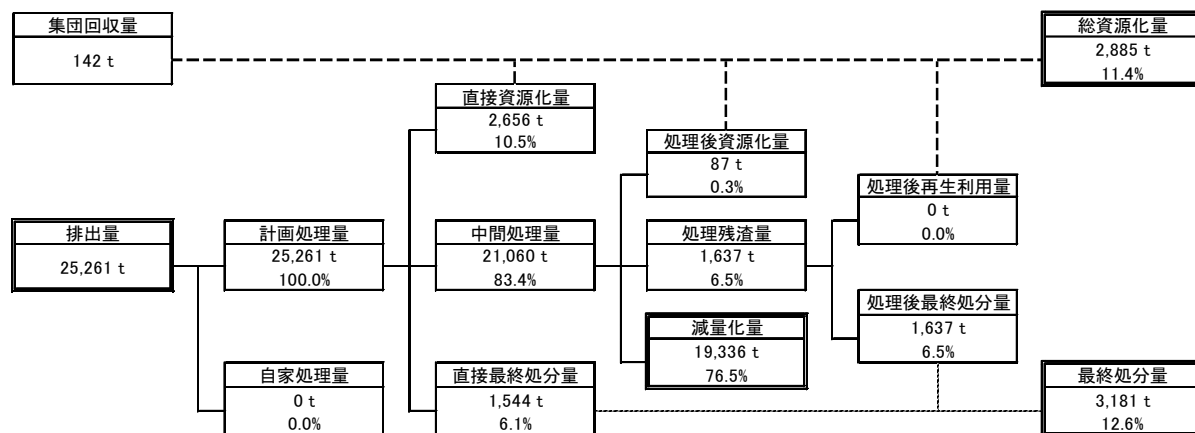 集団回収量
142 t
総資源化量
2,885 t
11.4%
直接資源化量
2,656 t
10.5%
処理後資源化量
87 t
0.3%
処理後再生利用量
0 t
0.0%
排出量
25,261 t
計画処理量
25,261 t
100.0%
中間処理量
21,060 t
83.4%
処理残渣量
1,637 t
6.5%
処理後最終処分量
1,637 t
6.5%
減量化量
19,336 t
76.5%
自家処理量
0 t
0.0%
直接最終処分量
1,544 t
6.1%
最終処分量
3,181 t
12.6%